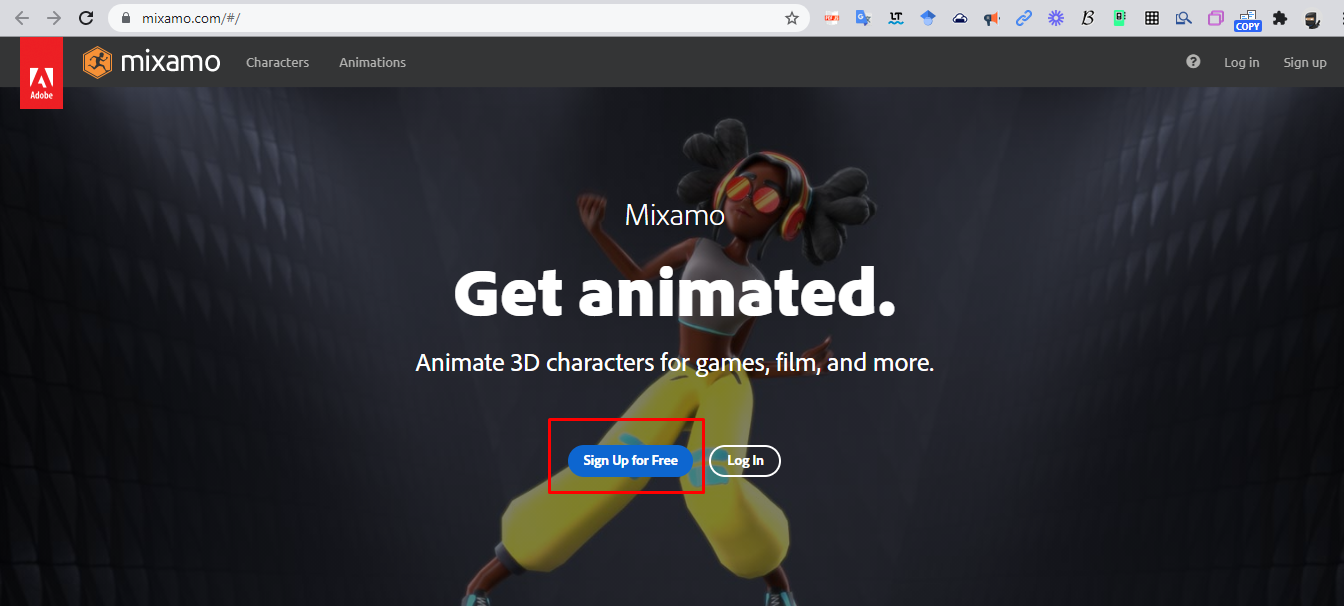 mixamo.com/#/
LT
B
COPY
Adobe
mixamo
Characters
Animations
?
Log in
Sign up
Mixamo
Get animated.
Animate 3D characters for games, film, and more.
Sign Up for Free
Log In